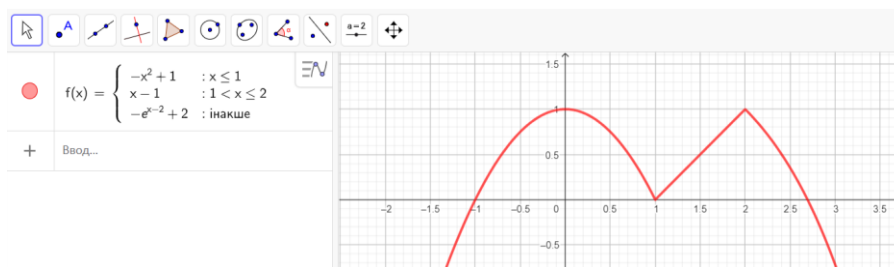 A
α
a=2
f(x) = { −x² + 1 : x ≤ 1
x − 1 : 1 < x ≤ 2
−eˣ⁻² + 2 : інакше
+ Ввод...
1.5
1
0.5
−2 −1.5 −1 −0.5 0 0.5 1 1.5 2 2.5 3 3.5
−0.5